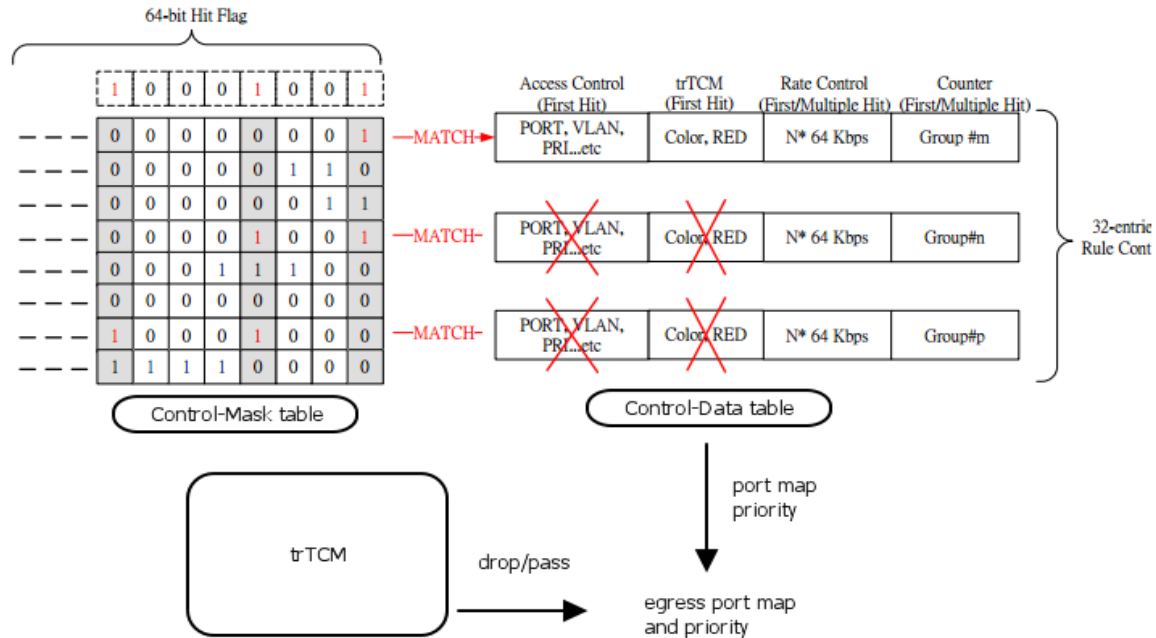 64-bit Hit Flag
1 0 0 0 1 0 0 1
Access Control trTCM Rate Control Counter
(First Hit) (First Hit) (First/Multiple Hit) (First/Multiple Hit)
0 0 0 0 0 0 0 1 MATCH PORT, VLAN, PRI...etc Color, RED N* 64 Kbps Group #m
0 0 0 0 0 1 1 0
0 0 0 0 0 0 1 1
0 0 0 0 1 0 0 1 MATCH PORT, VLAN, PRI...etc Color, RED N* 64 Kbps Group#n
32-entrie
Rule Cont
0 0 0 1 1 1 0 0
0 0 0 0 0 0 0 0
1 0 0 0 1 0 0 0 MATCH PORT, VLAN, PRI...etc Color, RED N* 64 Kbps Group#p
1 1 1 1 0 0 0 0
Control-Mask table
Control-Data table
port map
priority
trTCM
drop/pass
egress port map
and priority